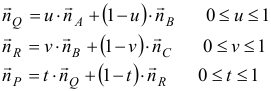 n⃗_Q = u·n⃗_A + (1−u)·n⃗_B 0 ≤ u ≤ 1
n⃗_R = v·n⃗_B + (1−v)·n⃗_C 0 ≤ v ≤ 1
n⃗_P = t·n⃗_Q + (1−t)·n⃗_R 0 ≤ t ≤ 1